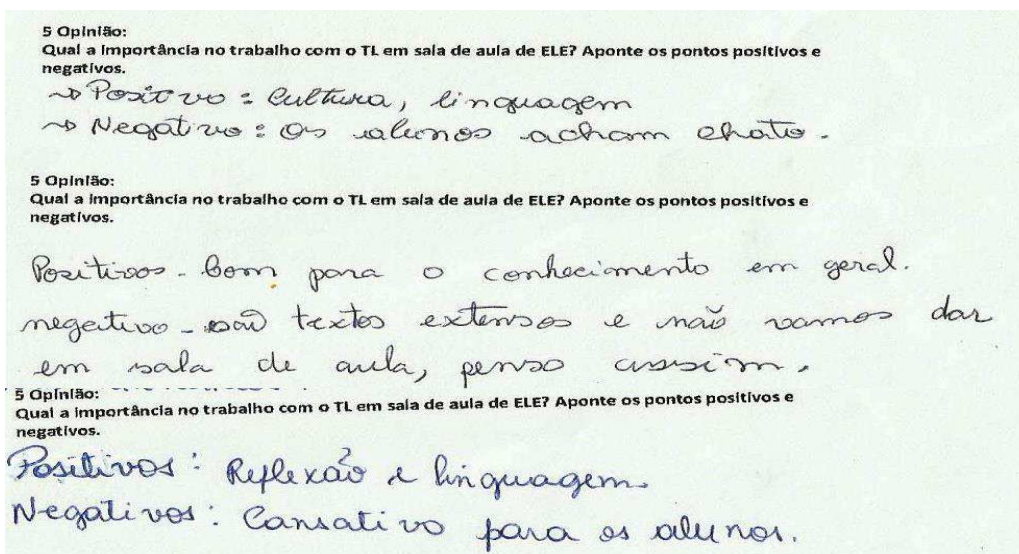 5 Opinião:
Qual a importância no trabalho com o TL em sala de aula de ELE? Aponte os pontos positivos e
negativos.
→ Positivo : Cultura, linguagem
→ Negativo : Os alunos acham chato.
5 Opinião:
Qual a importância no trabalho com o TL em sala de aula de ELE? Aponte os pontos positivos e
negativos.
Positivos - bom para o conhecimento em geral.
negativo - são textos extensos e não vamos dar
em sala de aula, penso assim.
5 Opinião:
Qual a importância no trabalho com o TL em sala de aula de ELE? Aponte os pontos positivos e
negativos.
Positivos : Reflexão e linguagem.
Negativos : Cansativo para os alunos.